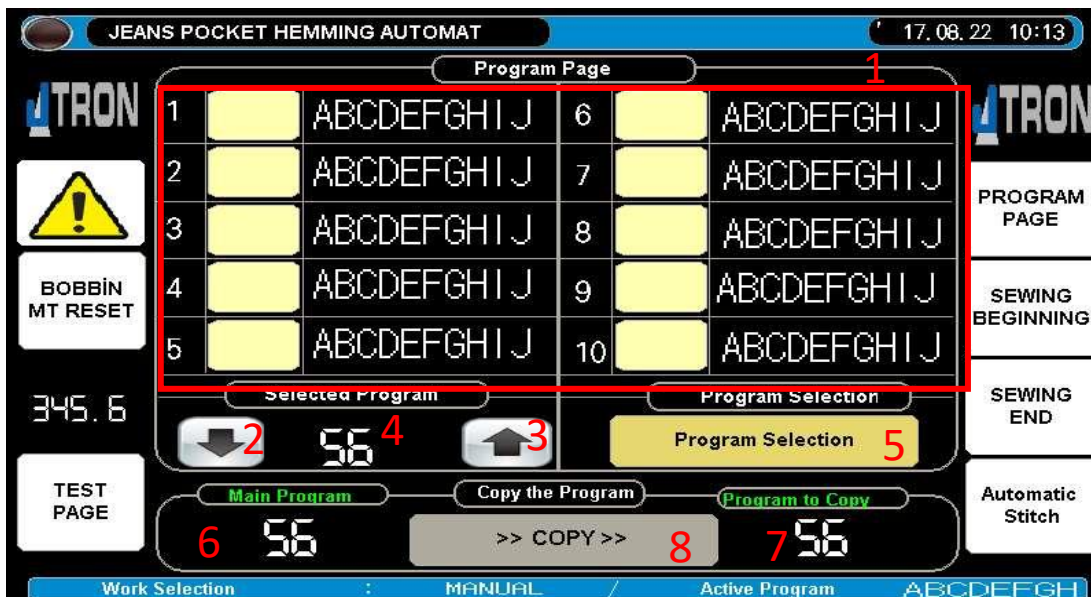 JEANS POCKET HEMMING AUTOMAT
17.08.22 10:13
Program Page
1
TRON
TRON
1 ABCDEFGHIJ 6 ABCDEFGHIJ
2 ABCDEFGHIJ 7 ABCDEFGHIJ
3 ABCDEFGHIJ 8 ABCDEFGHIJ
4 ABCDEFGHIJ 9 ABCDEFGHIJ
5 ABCDEFGHIJ 10 ABCDEFGHIJ
BOBBİN
MT RESET
345.6
TEST
PAGE
PROGRAM
PAGE
SEWING
BEGINNING
SEWING
END
Automatic
Stitch
Selected Program
Program Selection
2 56 4 3
Program Selection 5
Main Program
Copy the Program
Program to Copy
6 56
>> COPY >> 8
7 56
Work Selection : MANUAL / Active Program ABCDEFGH